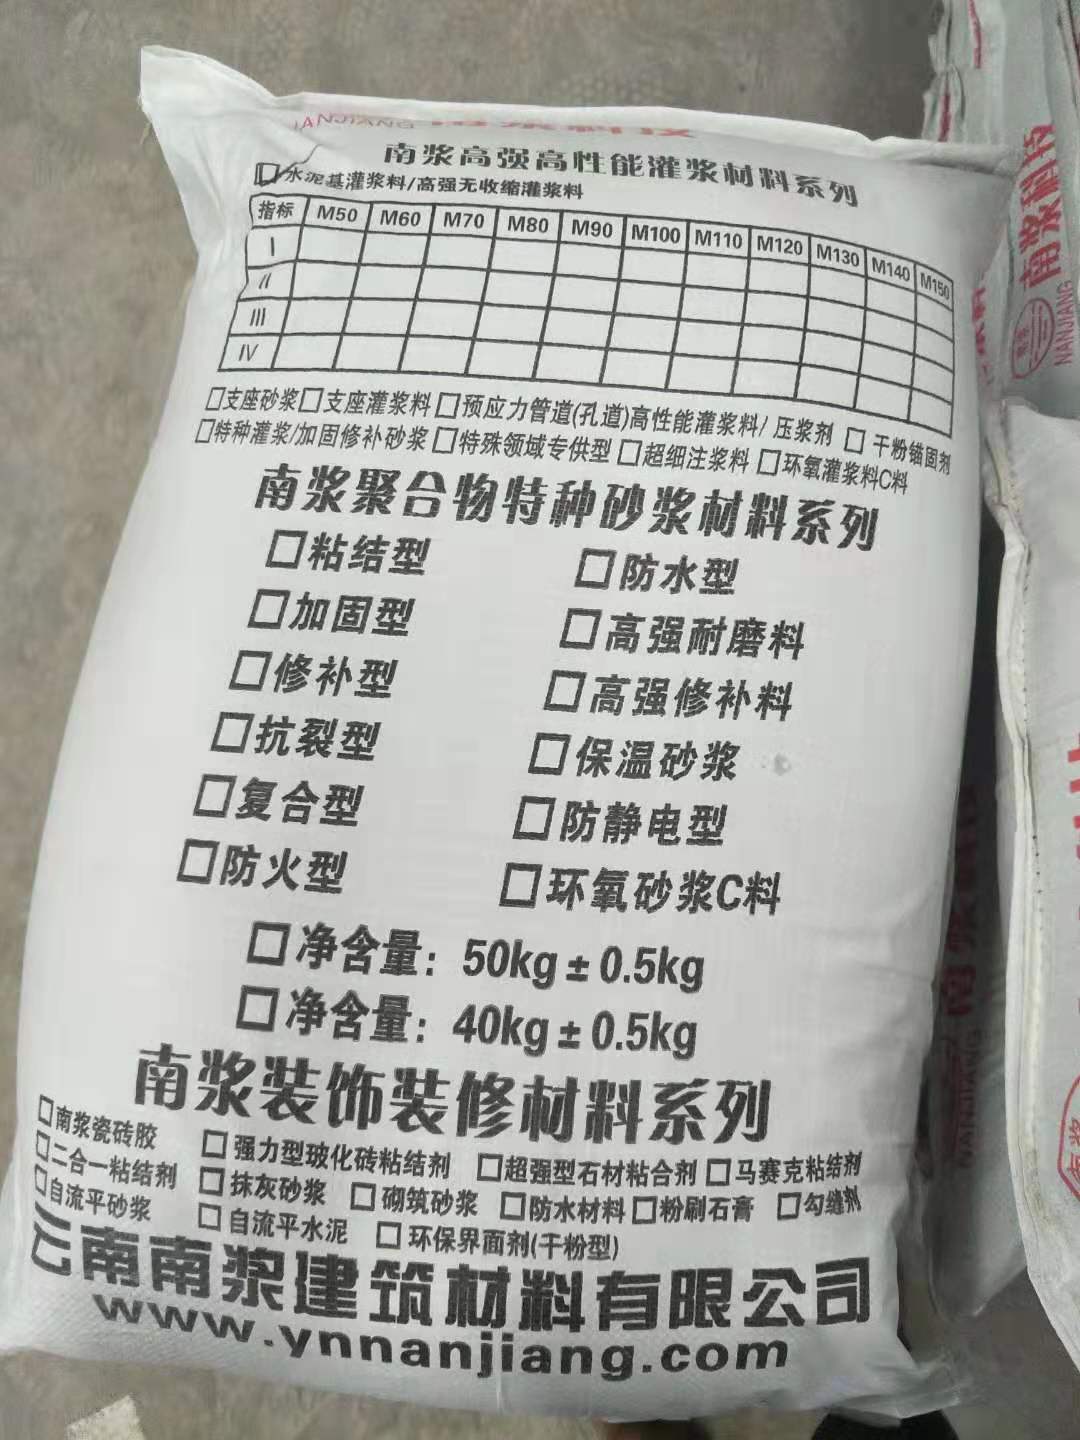 NANJIANG 南浆科技
南浆高强高性能灌浆材料系列
☑水泥基灌浆料/高强无收缩灌浆料
指标 M50 M60 M70 M80 M90 M100 M110 M120 M130 M140 M150
I
II
III
IV
□支座砂浆□支座灌浆料□预应力管道(孔道)高性能灌浆料/压浆剂 □干粉锚固剂
□特种灌浆/加固修补砂浆□特殊领域专供型□超细注浆料□环氧灌浆料C料
南浆聚合物特种砂浆材料系列
□粘结型 □防水型
□加固型 □高强耐磨料
□修补型 □高强修补料
□抗裂型 □保温砂浆
□复合型 □防静电型
□防火型 □环氧砂浆C料
□净含量：50kg±0.5kg
□净含量：40kg±0.5kg
南浆装饰装修材料系列
□南浆瓷砖胶 □强力型玻化砖粘结剂 □超强型石材粘合剂 □马赛克粘结剂
□二合一粘结剂 □抹灰砂浆 □砌筑砂浆 □防水材料□粉刷石膏 □勾缝剂
□自流平砂浆 □自流平水泥 □环保界面剂(干粉型)
云南南浆建筑材料有限公司
www.ynnanjiang.com
南浆科技
NANJIANG
NANJIANG
南浆